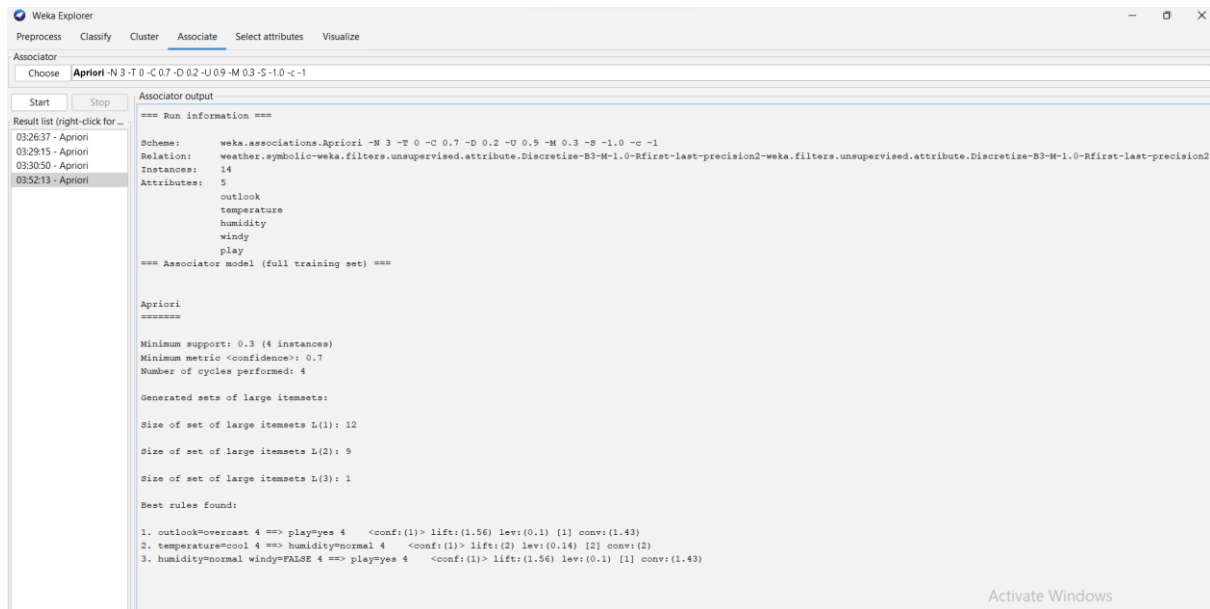 Weka Explorer
Preprocess Classify Cluster Associate Select attributes Visualize
Associator
Choose Apriori -N 3 -T 0 -C 0.7 -D 0.2 -U 0.9 -M 0.3 -S -1.0 -c -1
Start Stop
Result list (right-click for ...
03:26:37 - Apriori
03:29:15 - Apriori
03:30:50 - Apriori
03:52:13 - Apriori
Associator output
=== Run information ===
Scheme: weka.associations.Apriori -N 3 -T 0 -C 0.7 -D 0.2 -U 0.9 -M 0.3 -S -1.0 -c -1
Relation: weather.symbolic-weka.filters.unsupervised.attribute.Discretize-B3-M-1.0-Rfirst-last-precision2-weka.filters.unsupervised.attribute.Discretize-B3-M-1.0-Rfirst-last-precision2
Instances: 14
Attributes: 5
outlook
temperature
humidity
windy
play
=== Associator model (full training set) ===
Apriori
=======
Minimum support: 0.3 (4 instances)
Minimum metric <confidence>: 0.7
Number of cycles performed: 4
Generated sets of large itemsets:
Size of set of large itemsets L(1): 12
Size of set of large itemsets L(2): 9
Size of set of large itemsets L(3): 1
Best rules found:
1. outlook=overcast 4 ==> play=yes 4 <conf:(1)> lift:(1.56) lev:(0.1) [1] conv:(1.43)
2. temperature=cool 4 ==> humidity=normal 4 <conf:(1)> lift:(2) lev:(0.14) [2] conv:(2)
3. humidity=normal windy=FALSE 4 ==> play=yes 4 <conf:(1)> lift:(1.56) lev:(0.1) [1] conv:(1.43)
Activate Windows